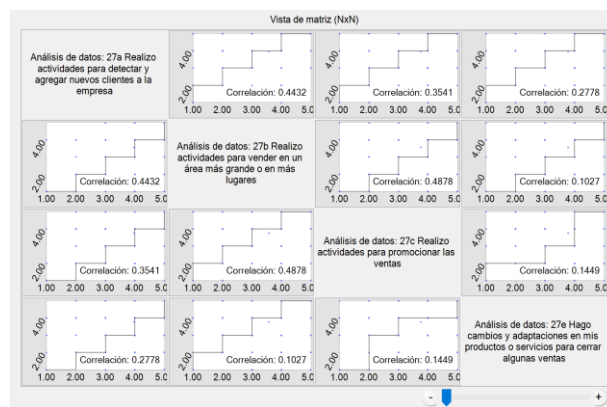 Vista de matriz (NxN)
Análisis de datos: 27a Realizo
actividades para detectar y
agregar nuevos clientes a la
empresa
4.00
2.00
Correlación: 0.4432
1.00 2.00 3.00 4.00 5.0
4.00
2.00
Correlación: 0.3541
1.00 2.00 3.00 4.00 5.0
4.00
2.00
Correlación: 0.2778
1.00 2.00 3.00 4.00 5.0
4.00
2.00
Correlación: 0.4432
1.00 2.00 3.00 4.00 5.0
Análisis de datos: 27b Realizo
actividades para vender en un
área más grande o en más
lugares
4.00
2.00
Correlación: 0.4878
1.00 2.00 3.00 4.00 5.0
4.00
2.00
Correlación: 0.1027
1.00 2.00 3.00 4.00 5.0
4.00
2.00
Correlación: 0.3541
1.00 2.00 3.00 4.00 5.0
4.00
2.00
Correlación: 0.4878
1.00 2.00 3.00 4.00 5.0
Análisis de datos: 27c Realizo
actividades para promocionar las
ventas
4.00
2.00
Correlación: 0.1449
1.00 2.00 3.00 4.00 5.0
4.00
2.00
Correlación: 0.2778
1.00 2.00 3.00 4.00 5.0
4.00
2.00
Correlación: 0.1027
1.00 2.00 3.00 4.00 5.0
4.00
2.00
Correlación: 0.1449
1.00 2.00 3.00 4.00 5.0
Análisis de datos: 27e Hago
cambios y adaptaciones en mis
productos o servicios para cerrar
algunas ventas
- +